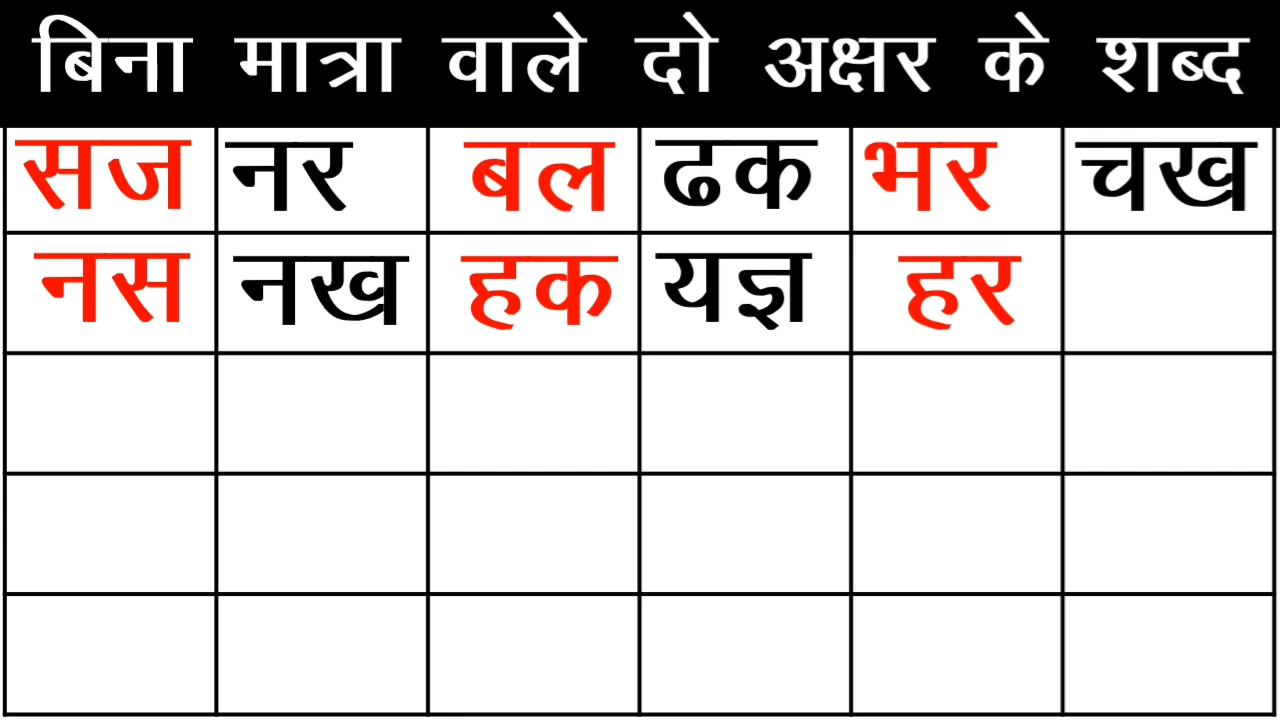 बिना मात्रा वाले दो अक्षर के शब्द
सज नर बल ढक भर चख
नस नख हक यज्ञ हर